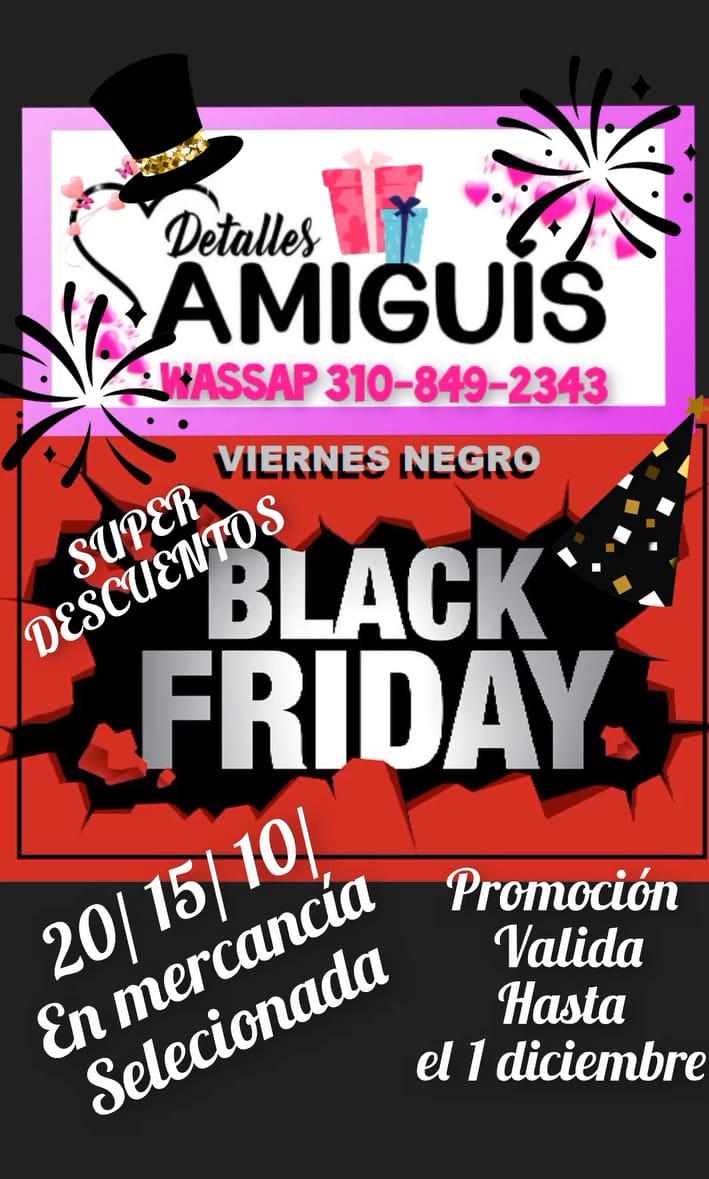 Detalles
AMIGUÍS
WASSAP 310-849-2343
VIERNES NEGRO
SUPER
DESCUENTOS
BLACK
FRIDAY
20| 15| 10|
En mercancía
Selecionada
Promoción
Valida
Hasta
el 1 diciembre